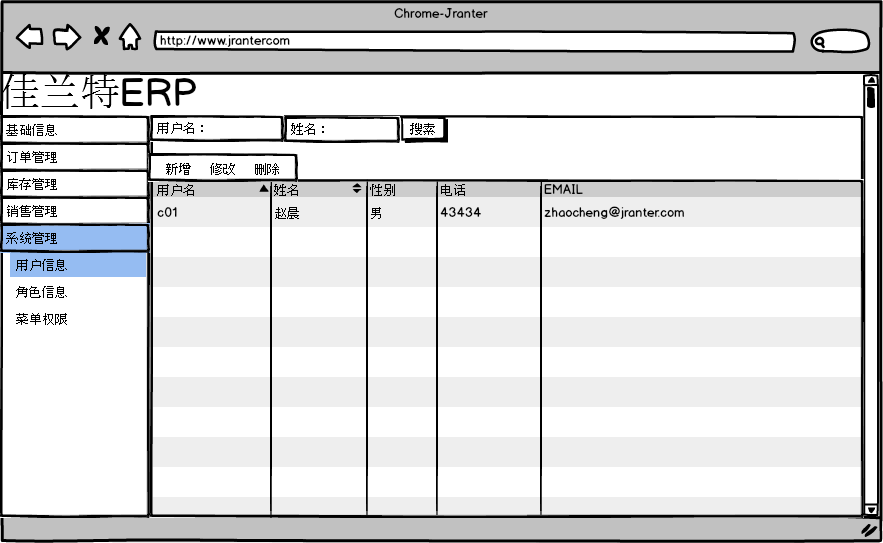 Chrome-Jranter
http://www.jranter.com
佳兰特ERP
基础信息
订单管理
库存管理
销售管理
系统管理
用户信息
角色信息
菜单权限
用户名： 姓名： 搜索
新增 修改 删除
用户名 姓名 性别 电话 EMAIL
c01 赵晨 男 43434 zhaocheng@jranter.com